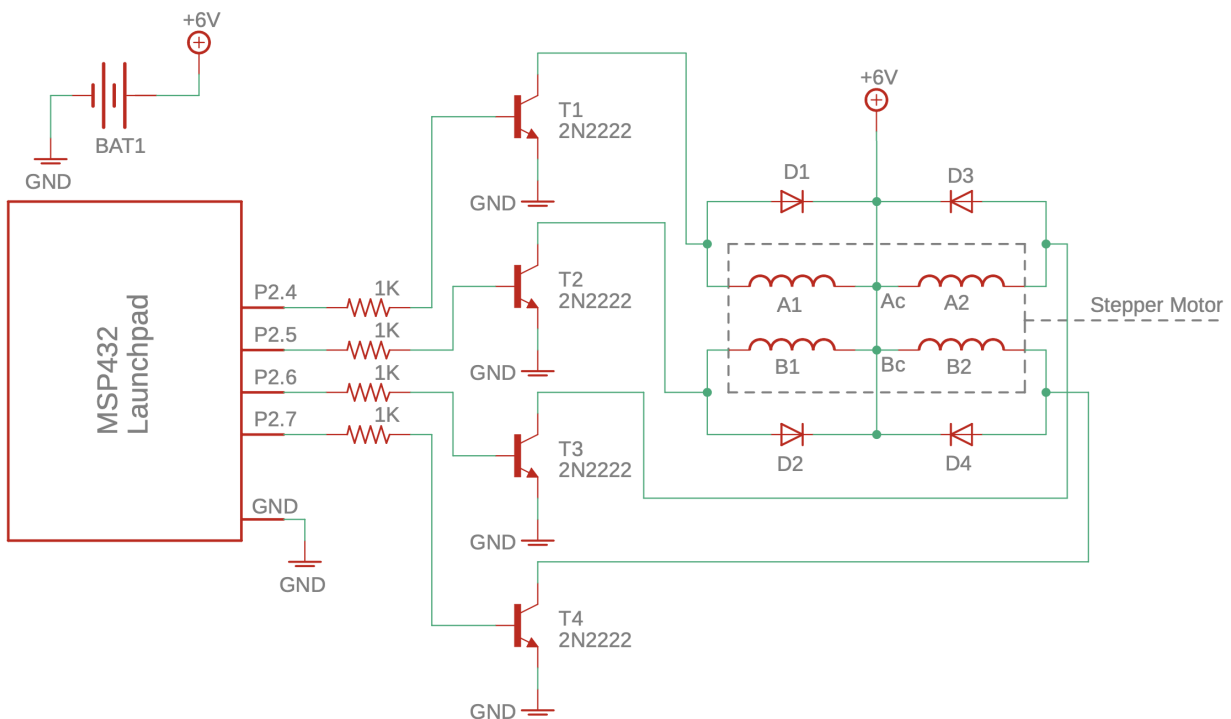 +6V
BAT1
GND
MSP432
Launchpad
P2.4
P2.5
P2.6
P2.7
GND
GND
1K
1K
1K
1K
T1
2N2222
GND
T2
2N2222
GND
T3
2N2222
GND
T4
2N2222
GND
+6V
D1
D3
A1
Ac
A2
B1
Bc
B2
D2
D4
Stepper Motor